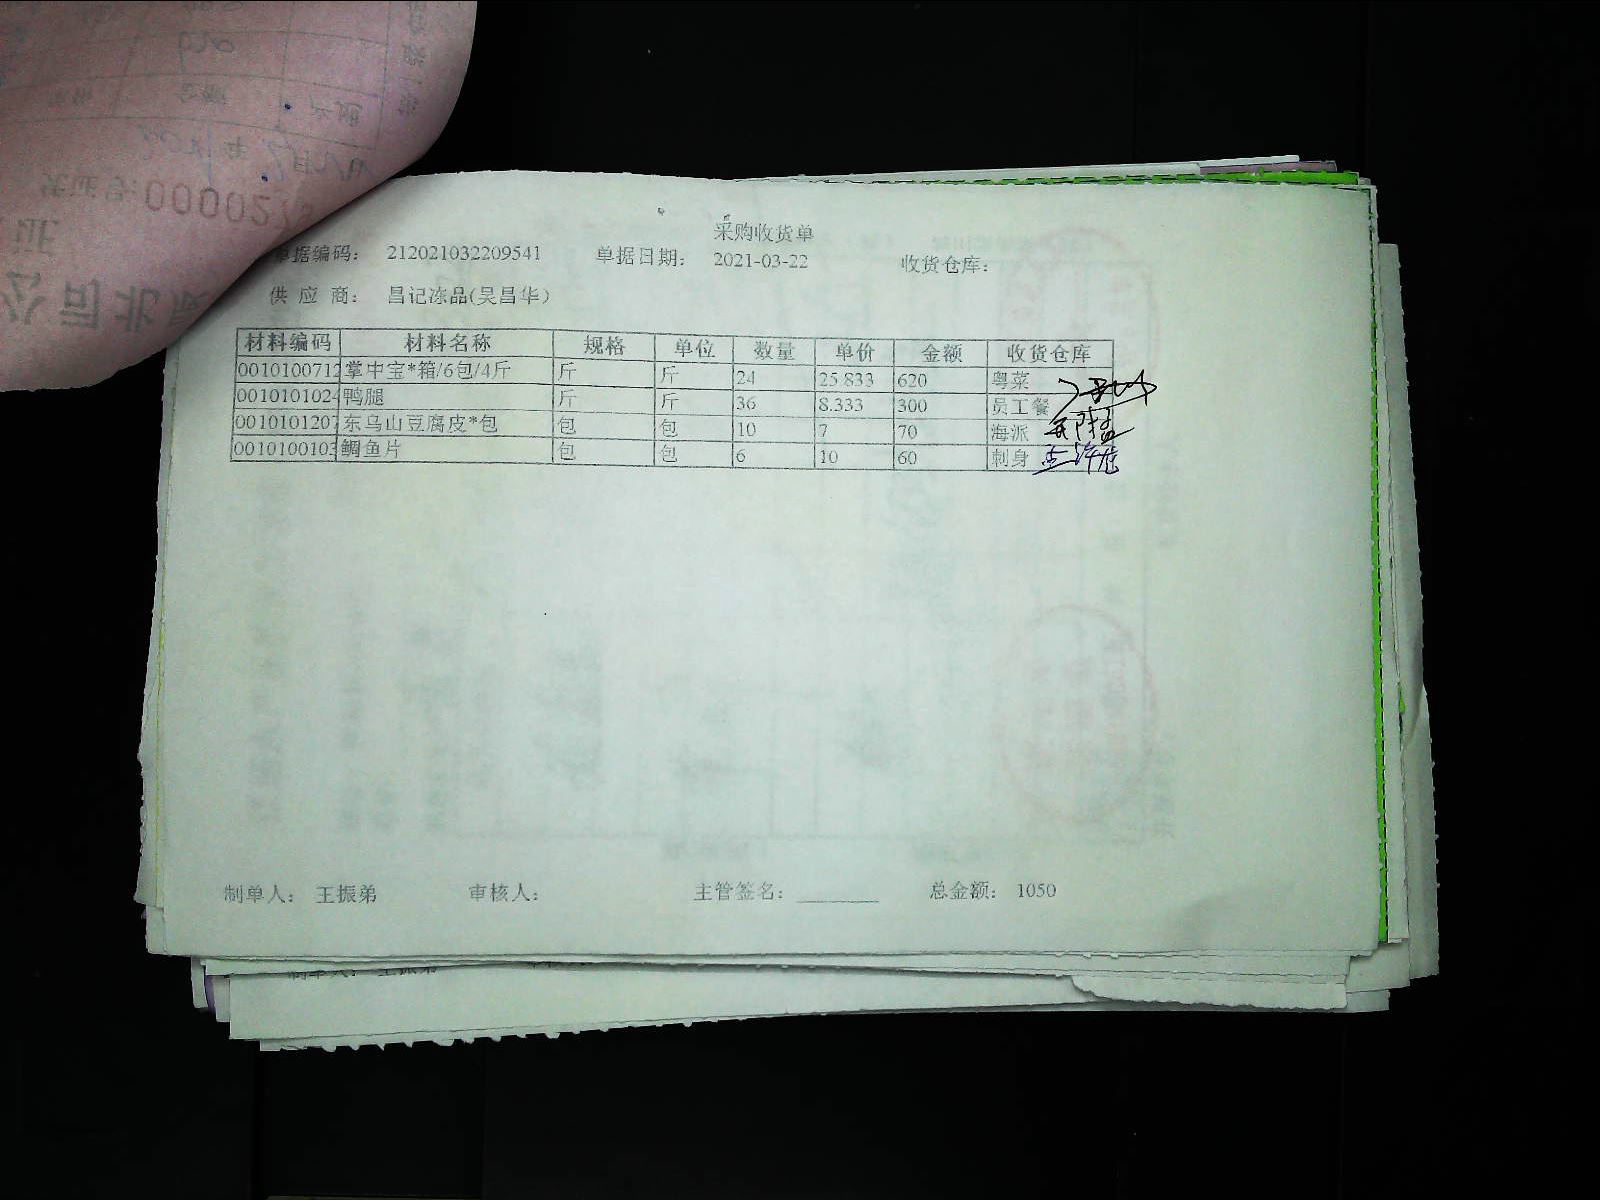 采购收货单
单据编码： 212021032209541 单据日期： 2021-03-22 收货仓库：
供 应 商： 昌记冻品(吴昌华)
材料编码 材料名称 规格 单位 数量 单价 金额 收货仓库
0010100712 掌中宝*箱/6包/4斤 斤 斤 24 25.833 620 粤菜
0010101024 鸭腿 斤 斤 36 8.333 300 员工餐
0010101207 东乌山豆腐皮*包 包 包 10 7 70 海派
0010100103 鲷鱼片 包 包 6 10 60 刺身
制单人： 王振弟 审核人： 主管签名： 总金额： 1050
制单人： 王振弟